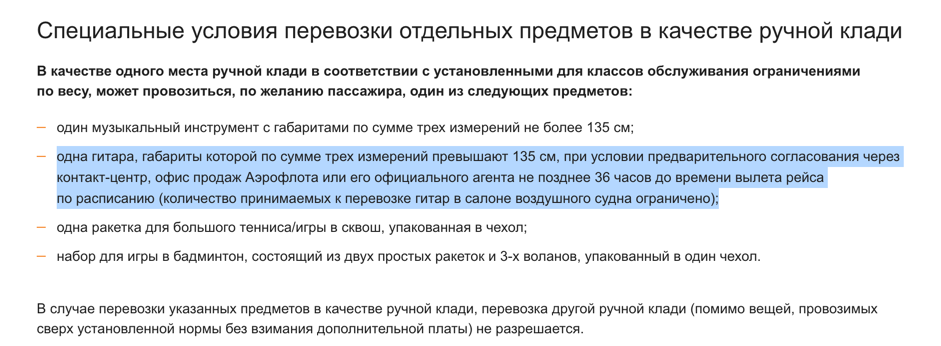 Специальные условия перевозки отдельных предметов в качестве ручной клади
В качестве одного места ручной клади в соответствии с установленными для классов обслуживания ограничениями
по весу, может провозиться, по желанию пассажира, один из следующих предметов:
— один музыкальный инструмент с габаритами по сумме трех измерений не более 135 см;
— одна гитара, габариты которой по сумме трех измерений превышают 135 см, при условии предварительного согласования через
контакт-центр, офис продаж Аэрофлота или его официального агента не позднее 36 часов до времени вылета рейса
по расписанию (количество принимаемых к перевозке гитар в салоне воздушного судна ограничено);
— одна ракетка для большого тенниса/игры в сквош, упакованная в чехол;
— набор для игры в бадминтон, состоящий из двух простых ракеток и 3-х воланов, упакованный в один чехол.
В случае перевозки указанных предметов в качестве ручной клади, перевозка другой ручной клади (помимо вещей, провозимых
сверх установленной нормы без взимания дополнительной платы) не разрешается.